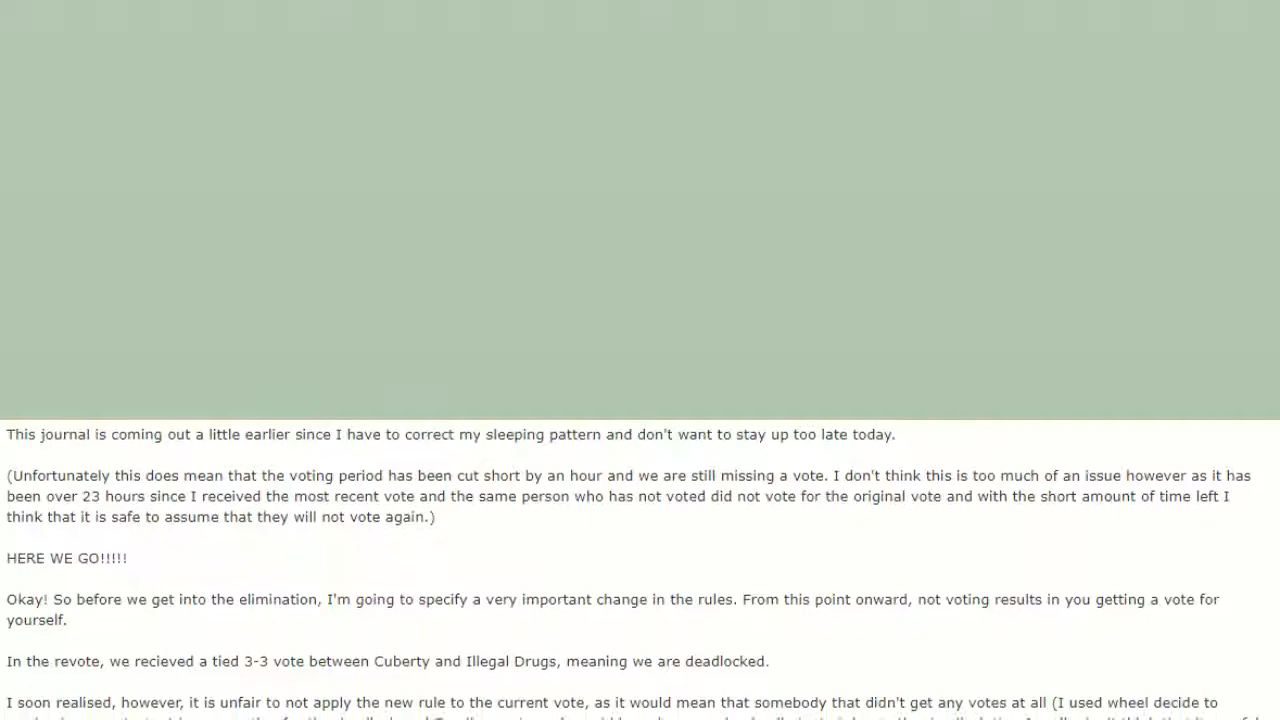 This journal is coming out a little earlier since I have to correct my sleeping pattern and don't want to stay up too late today.
(Unfortunately this does mean that the voting period has been cut short by an hour and we are still missing a vote. I don't think this is too much of an issue however as it has
been over 23 hours since I received the most recent vote and the same person who has not voted did not vote for the original vote and with the short amount of time left I
think that it is safe to assume that they will not vote again.)
HERE WE GO!!!!!
Okay! So before we get into the elimination, I'm going to specify a very important change in the rules. From this point onward, not voting results in you getting a vote for
yourself.
In the revote, we recieved a tied 3-3 vote between Cuberty and Illegal Drugs, meaning we are deadlocked.
I soon realised, however, it is unfair to not apply the new rule to the current vote, as it would mean that somebody that didn't get any votes at all (I used wheel decide to